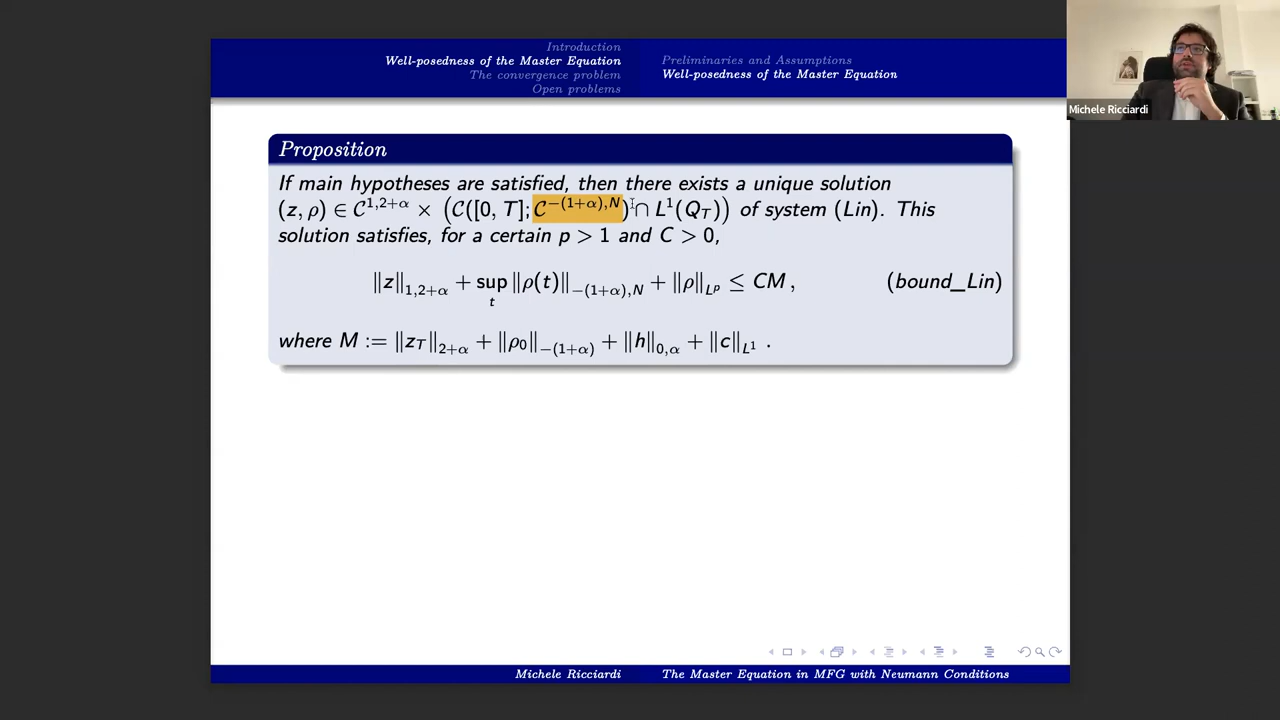 Introduction
Well-posedness of the Master Equation
The convergence problem
Open problems
Preliminaries and Assumptions
Well-posedness of the Master Equation
Michele Ricciardi
Proposition
If main hypotheses are satisfied, then there exists a unique solution
(z, ρ) ∈ 𝒞^{1,2+α} × (𝒞([0, T]; 𝒞^{−(1+α),N}) ∩ L^1(Q_T)) of system (Lin). This
solution satisfies, for a certain p > 1 and C > 0,
‖z‖_{1,2+α} + sup_t ‖ρ(t)‖_{−(1+α),N} + ‖ρ‖_{L^p} ≤ CM , (bound_Lin)
where M := ‖z_T‖_{2+α} + ‖ρ_0‖_{−(1+α)} + ‖h‖_{0,α} + ‖c‖_{L^1} .
Michele Ricciardi The Master Equation in MFG with Neumann Conditions